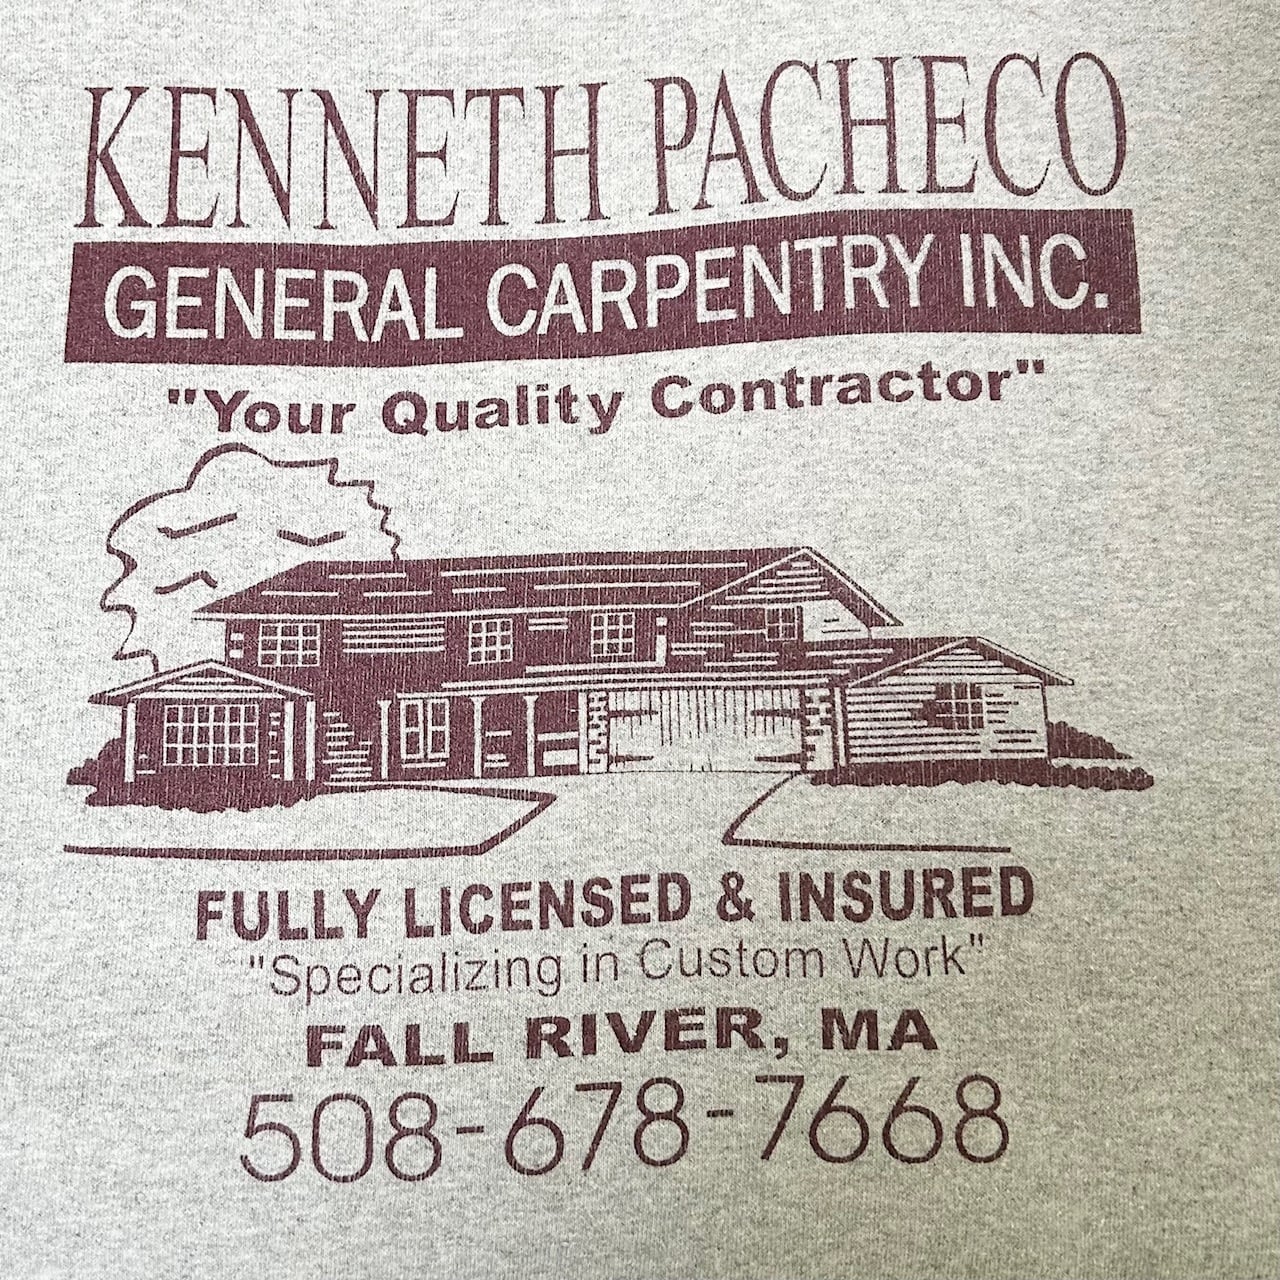 KENNETH PACHECO
GENERAL CARPENTRY INC.
"Your Quality Contractor"
FULLY LICENSED & INSURED
"Specializing in Custom Work"
FALL RIVER, MA
508-678-7668